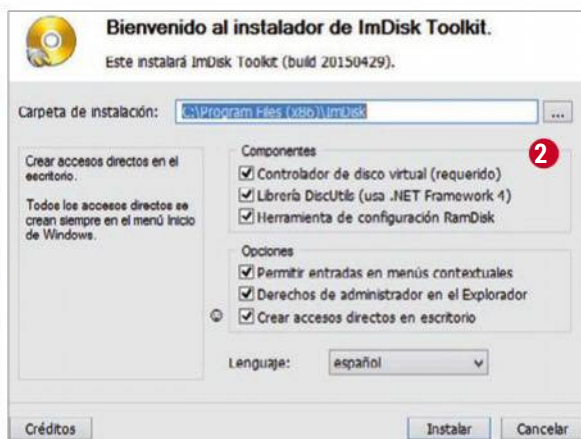 Bienvenido al instalador de ImDisk Toolkit.
Este instalará ImDisk Toolkit (build 20150429).
Carpeta de instalación:
C:\Program Files (x86)\ImDisk
...
Crear accesos directos en el
escritorio.
Todos los accesos directos se
crean siempre en el menú Inicio
de Windows.
Componentes
2
Controlador de disco virtual (requerido)
Librería DiscUtils (usa .NET Framework 4)
Herramienta de configuración RamDisk
Opciones
Permitir entradas en menús contextuales
Derechos de administrador en el Explorador
Crear accesos directos en escritorio
Lenguaje:
español
Créditos
Instalar
Cancelar